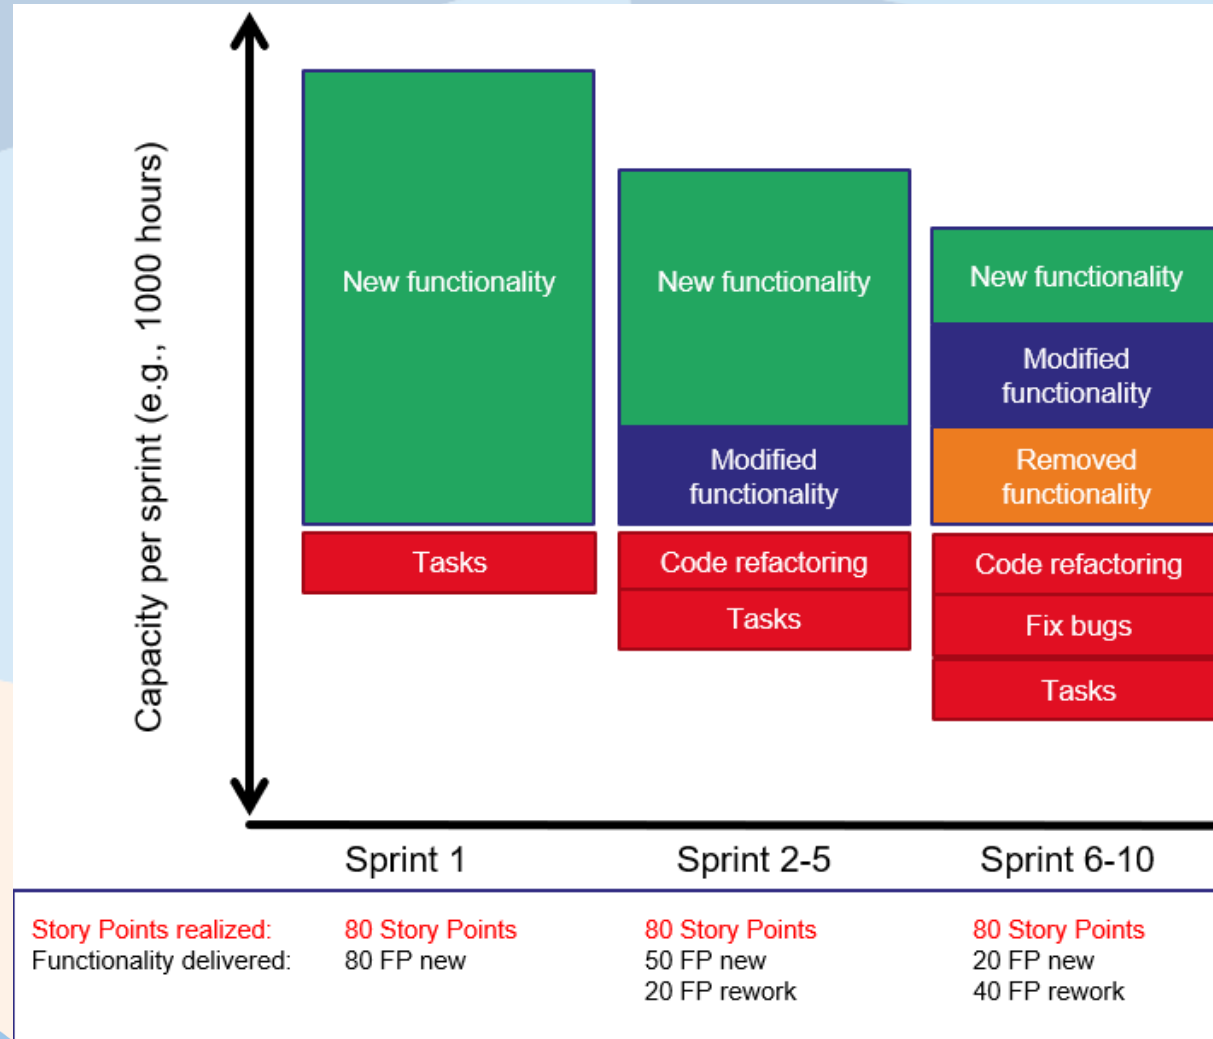 Capacity per sprint (e.g., 1000 hours)
New functionality
Tasks
New functionality
Modified
functionality
Code refactoring
Tasks
New functionality
Modified
functionality
Removed
functionality
Code refactoring
Fix bugs
Tasks
Sprint 1
Sprint 2-5
Sprint 6-10
Story Points realized: 80 Story Points 80 Story Points 80 Story Points
Functionality delivered: 80 FP new 50 FP new 20 FP new
20 FP rework 40 FP rework